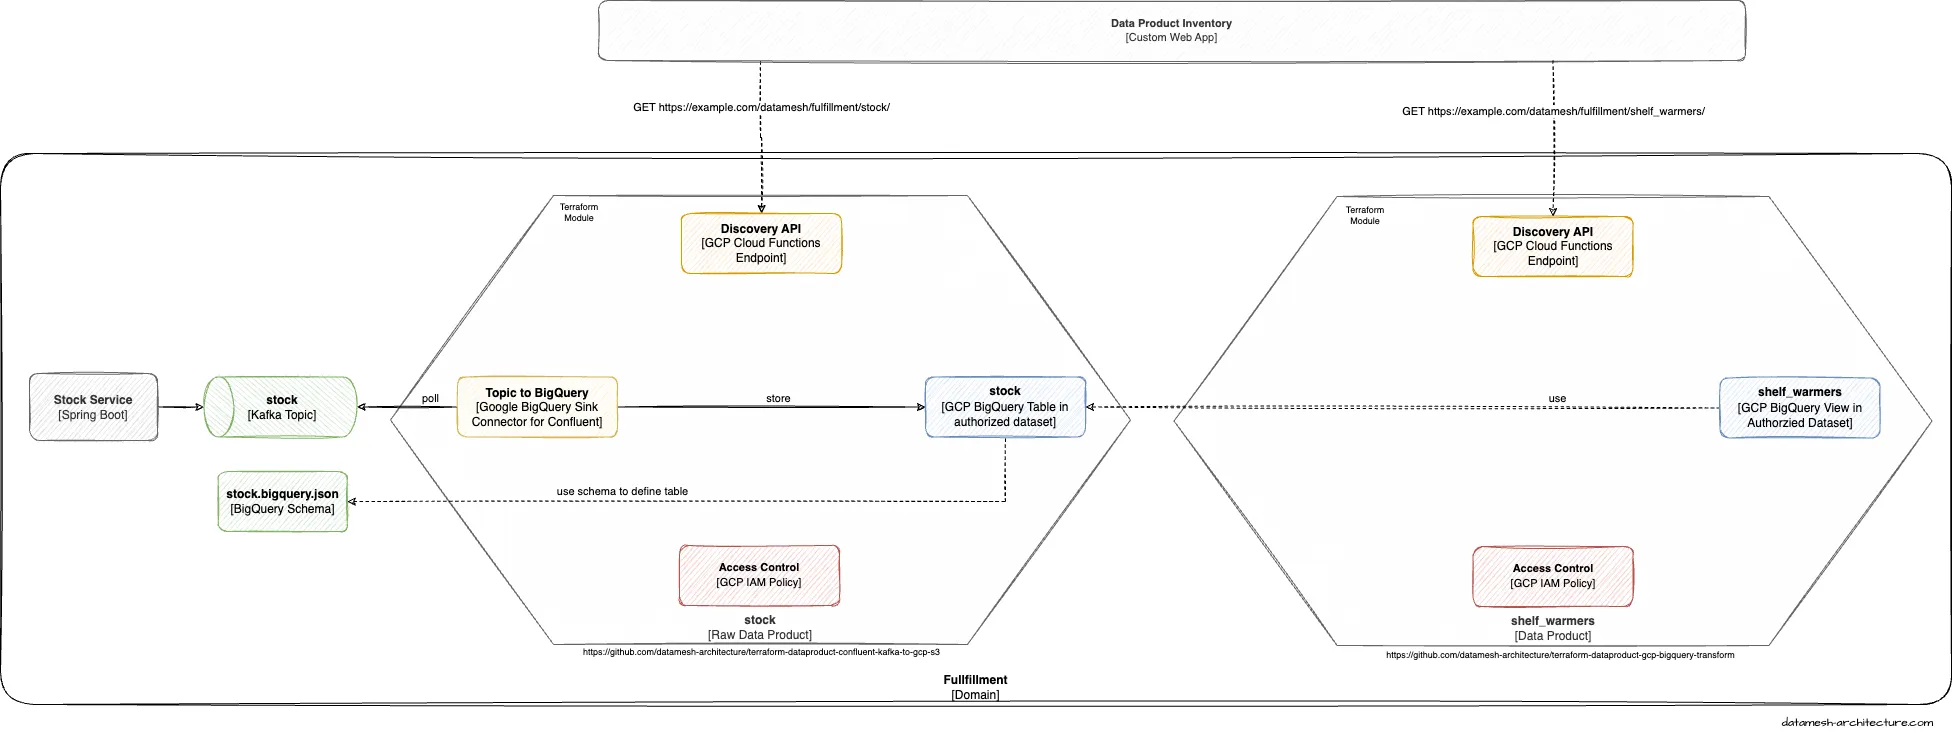 Data Product Inventory
[Custom Web App]
GET https://example.com/datamesh/fulfillment/stock/
GET https://example.com/datamesh/fulfillment/shelf_warmers/
Terraform
Module
Discovery API
[GCP Cloud Functions
Endpoint]
Terraform
Module
Discovery API
[GCP Cloud Functions
Endpoint]
Stock Service
[Spring Boot]
stock
[Kafka Topic]
poll
Topic to BigQuery
[Google BigQuery Sink
Connector for Confluent]
store
stock
[GCP BigQuery Table in
authorized dataset]
use
shelf_warmers
[GCP BigQuery View in
Authorzied Dataset]
stock.bigquery.json
[BigQuery Schema]
use schema to define table
Access Control
[GCP IAM Policy]
stock
[Raw Data Product]
https://github.com/datamesh-architecture/terraform-dataproduct-confluent-kafka-to-gcp-s3
Access Control
[GCP IAM Policy]
shelf_warmers
[Data Product]
https://github.com/datamesh-architecture/terraform-dataproduct-gcp-bigquery-transform
Fullfillment
[Domain]
datamesh-architecture.com